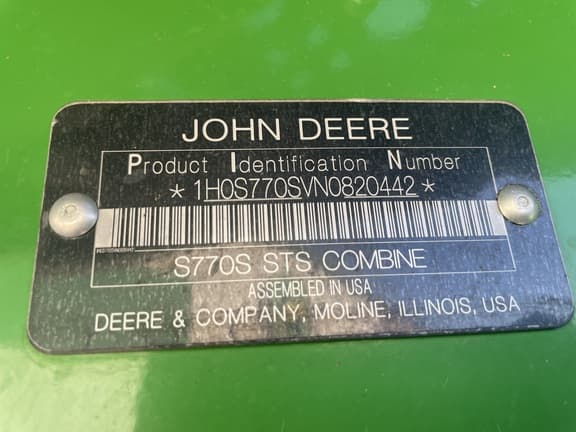 JOHN DEERE
Product Identification Number
*1H0S770SVN0820442*
S770S STS COMBINE
ASSEMBLED IN USA
DEERE & COMPANY, MOLINE, ILLINOIS, USA